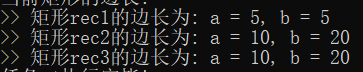 >> 矩形rec1的边长为: a = 5, b = 5
>> 矩形rec2的边长为: a = 10, b = 20
>> 矩形rec3的边长为: a = 10, b = 20